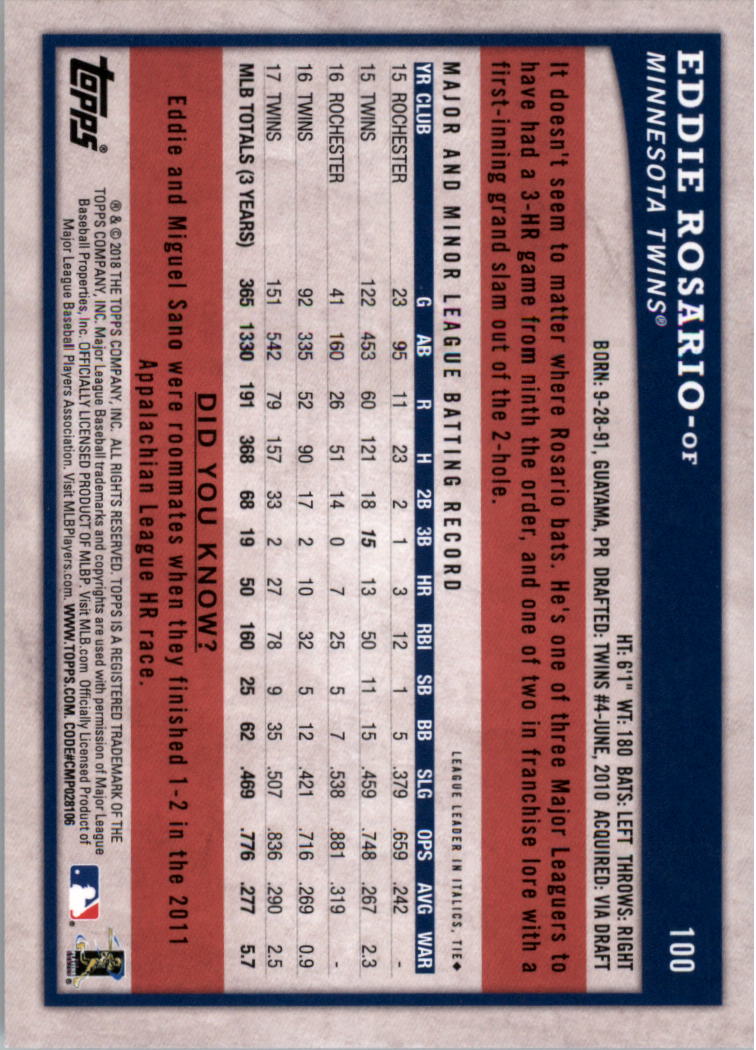 EDDIE ROSARIO-OF
100
MINNESOTA TWINS®
HT: 6'1" WT: 180 BATS: LEFT THROWS: RIGHT
BORN: 9-28-91, GUAYAMA, PR DRAFTED: TWINS #4-JUNE, 2010 ACQUIRED: VIA DRAFT
It doesn't seem to matter where Rosario bats. He's one of three Major Leaguers to
have had a 3-HR game from ninth the order, and one of two in franchise lore with a
first-inning grand slam out of the 2-hole.
MAJOR AND MINOR LEAGUE BATTING RECORD
LEAGUE LEADER IN ITALICS, TIE◆
YR CLUB G AB R H 2B 3B HR RBI SB BB SLG OPS AVG WAR
15 ROCHESTER 23 95 11 23 2 1 3 12 1 5 .379 .659 .242 -
15 TWINS 122 453 60 121 18 15 13 50 11 15 .459 .748 .267 2.3
16 ROCHESTER 41 160 26 51 14 0 7 25 5 7 .538 .881 .319 -
16 TWINS 92 335 52 90 17 2 10 32 5 12 .421 .716 .269 0.9
17 TWINS 151 542 79 157 33 2 27 78 9 35 .507 .836 .290 2.5
MLB TOTALS (3 YEARS) 365 1330 191 368 68 19 50 160 25 62 .469 .776 .277 5.7
DID YOU KNOW?
Eddie and Miguel Sano were roommates when they finished 1-2 in the 2011
Appalachian League HR race.
topps®
® & © 2018 THE TOPPS COMPANY, INC. ALL RIGHTS RESERVED. TOPPS IS A REGISTERED TRADEMARK OF THE
TOPPS COMPANY, INC. Major League Baseball trademarks and copyrights are used with permission of Major League
Baseball Properties, Inc. OFFICIALLY LICENSED PRODUCT OF MLBP. Visit MLB.com Officially Licensed Product of
Major League Baseball Players Association. Visit MLBPlayers.com. WWW.TOPPS.COM. CODE#CMP028106